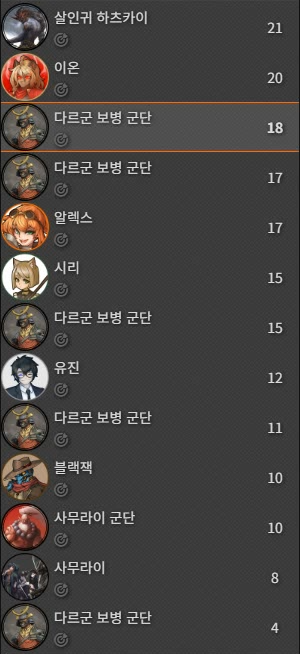 살인귀 하츠카이 21
이온 20
다르군 보병 군단 18
다르군 보병 군단 17
알렉스 17
시리 15
다르군 보병 군단 15
유진 12
다르군 보병 군단 11
블랙잭 10
사무라이 군단 10
사무라이 8
다르군 보병 군단 4